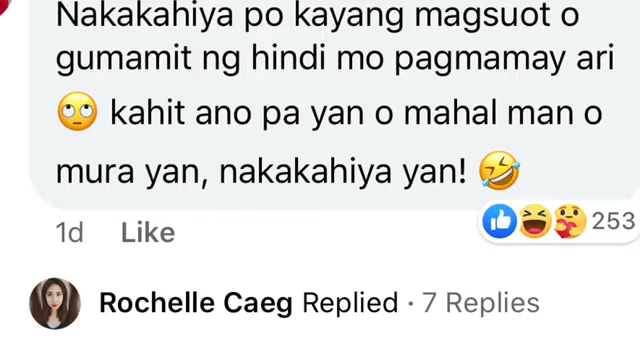 Nakakahiya po kayang magsuot o
gumamit ng hindi mo pagmamay ari
🙄 kahit ano pa yan o mahal man o
mura yan, nakakahiya yan! 🤣
1d Like 253
Rochelle Caeg Replied · 7 Replies